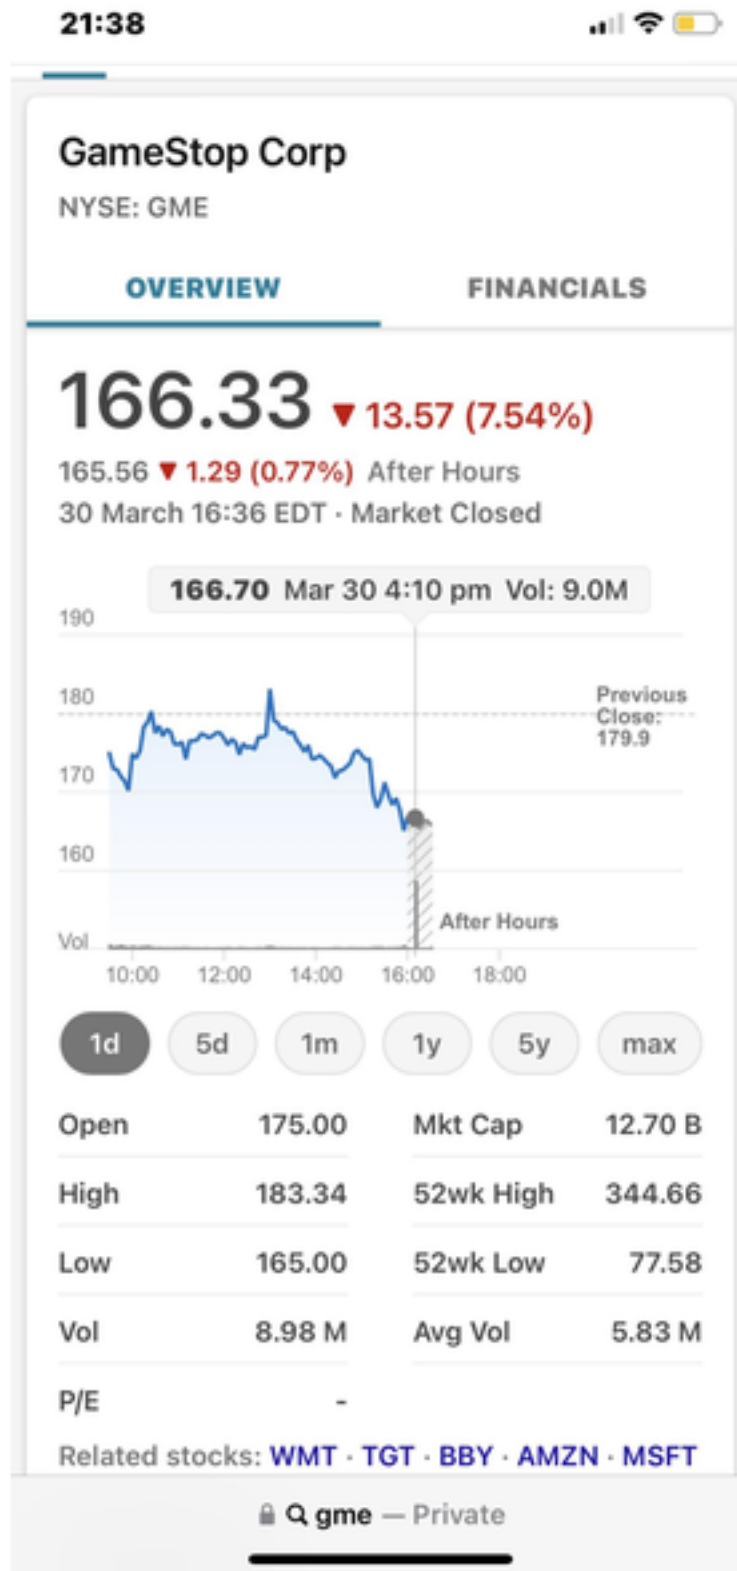 21:38
GameStop Corp
NYSE: GME
OVERVIEW FINANCIALS
166.33 ▼ 13.57 (7.54%)
165.56 ▼ 1.29 (0.77%) After Hours
30 March 16:36 EDT · Market Closed
166.70 Mar 30 4:10 pm Vol: 9.0M
190
180
Previous
Close:
179.9
170
160
After Hours
Vol
10:00 12:00 14:00 16:00 18:00
1d 5d 1m 1y 5y max
Open 175.00 Mkt Cap 12.70 B
High 183.34 52wk High 344.66
Low 165.00 52wk Low 77.58
Vol 8.98 M Avg Vol 5.83 M
P/E -
Related stocks: WMT · TGT · BBY · AMZN · MSFT
gme — Private